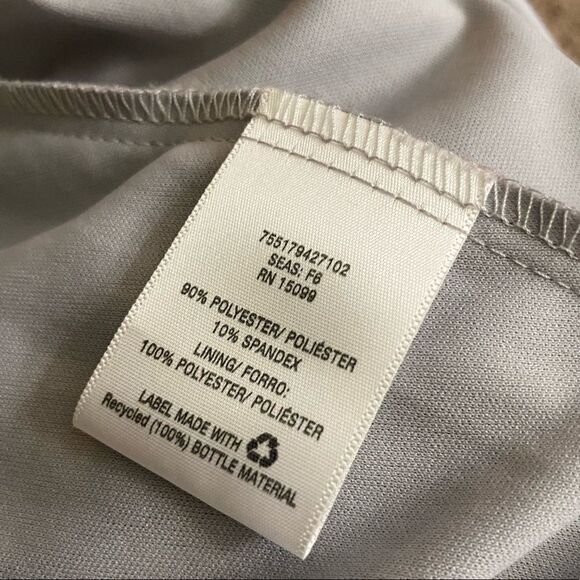 755179427102
SEAS: F6
RN 15099
90% POLYESTER/ POLIÉSTER
10% SPANDEX
LINING/ FORRO:
100% POLYESTER/ POLIÉSTER
LABEL MADE WITH
Recycled (100%) BOTTLE MATERIAL